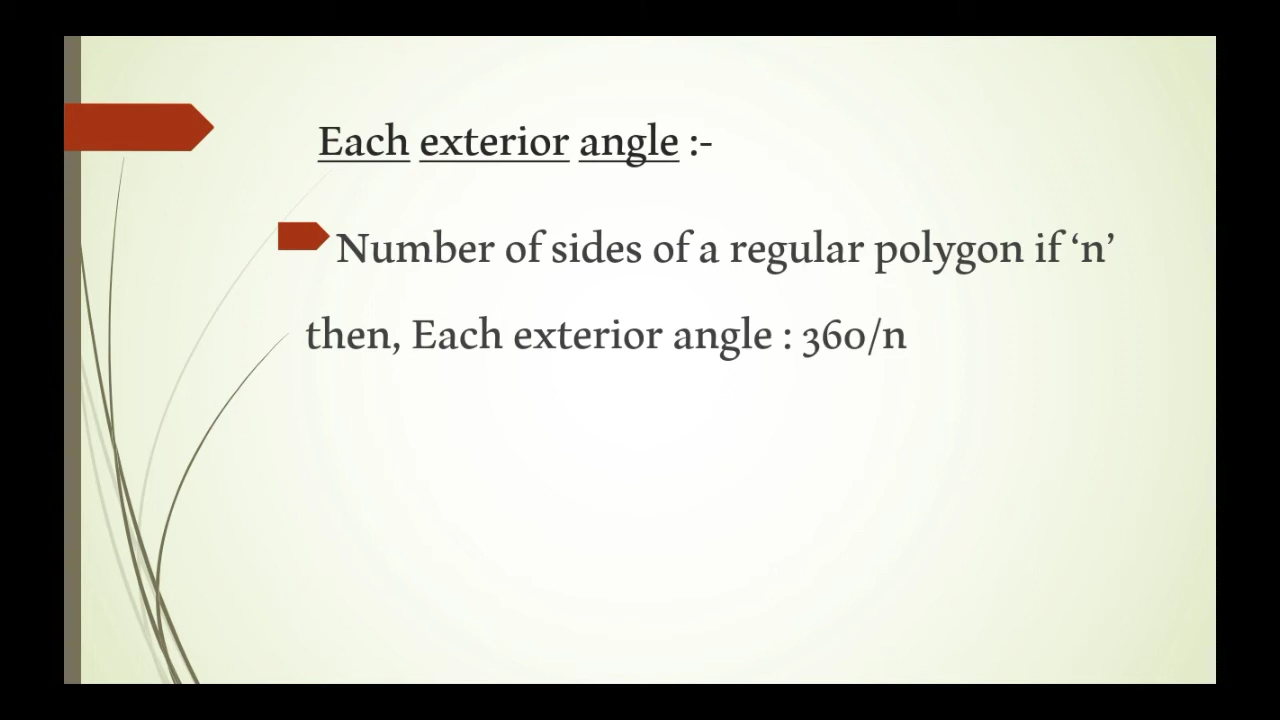 Each exterior angle :-
Number of sides of a regular polygon if ‘n’
then, Each exterior angle : 360/n